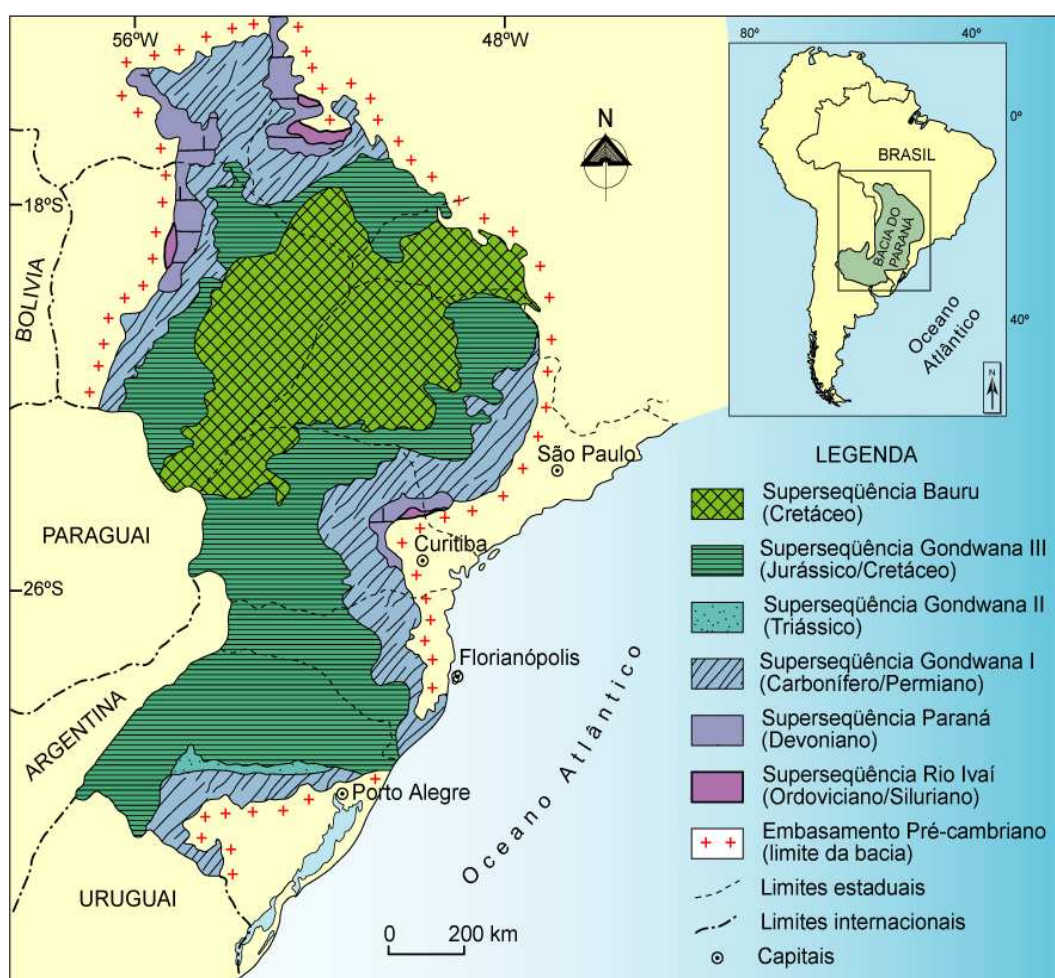 56ºW
48ºW
80º
40º
N
0º
BRASIL
BACIA DO
PARANÁ
Oceano
Atlântico
40º
N
18ºS
BOLIVIA
São Paulo
PARAGUAI
Curitiba
26ºS
Florianópolis
ARGENTINA
Oceano Atlântico
Porto Alegre
URUGUAI
0 200 km
LEGENDA
Superseqüência Bauru
(Cretáceo)
Superseqüência Gondwana III
(Jurássico/Cretáceo)
Superseqüência Gondwana II
(Triássico)
Superseqüência Gondwana I
(Carbonífero/Permiano)
Superseqüência Paraná
(Devoniano)
Superseqüência Rio Ivaí
(Ordoviciano/Siluriano)
Embasamento Pré-cambriano
(limite da bacia)
Limites estaduais
Limites internacionais
Capitais